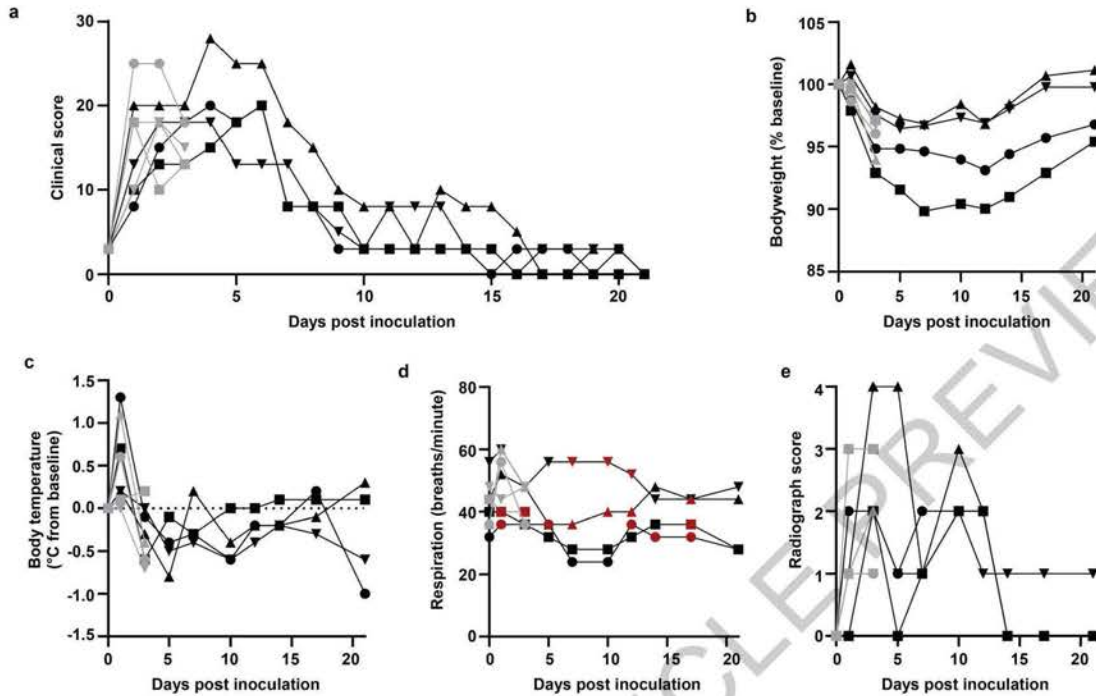 a
30
20
10
0
Clinical score
0 5 10 15 20
Days post inoculation
b
105
100
95
90
85
Bodyweight (% baseline)
0 5 10 15 20
Days post inoculation
c
1.5
1.0
0.5
0.0
-0.5
-1.0
-1.5
Body temperature
(°C from baseline)
0 5 10 15 20
Days post inoculation
d
80
60
40
20
0
Respiration (breaths/minute)
0 5 10 15 20
Days post inoculation
e
4
3
2
1
0
Radiograph score
0 5 10 15 20
Days post inoculation
CLE PREVIE